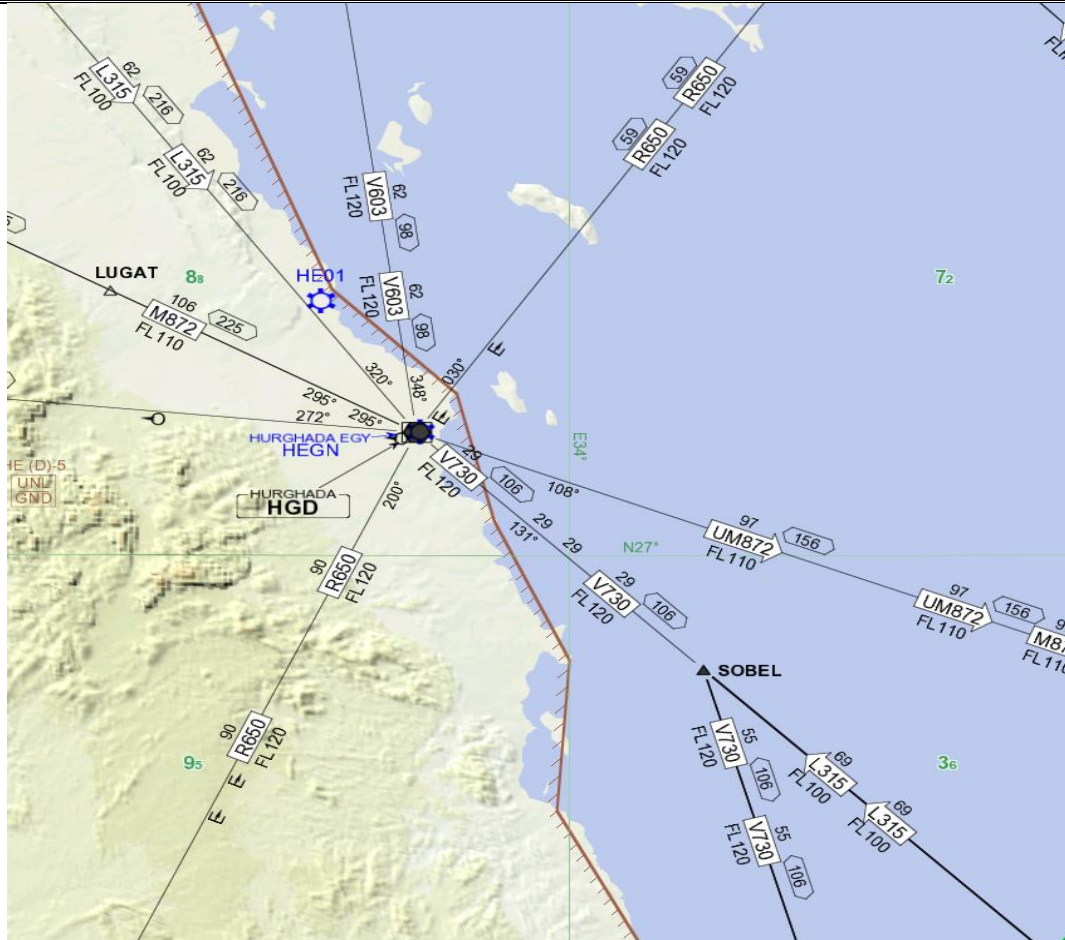 62
L315
FL100
216
62
L315
FL100
216
62
V603
FL120
98
62
V603
FL120
98
59
R650
FL120
59
R650
FL120
LUGAT
88
HE01
72
106
M872
FL110
225
320°
348°
030°
E
E
295°
295°
272°
HURGHADA EGY
HEGN
HURGHADA
HGD
200°
29
V730
FL120
106
E34°
108°
29
131°
29
N27°
97
UM872
FL110
156
HE (D)-5
UNL
GND
90
R650
FL120
29
V730
FL120
106
97
UM872
FL110
156
M87
FL110
SOBEL
90
R650
FL120
E
E
95
36
55
V730
FL120
106
69
L315
FL100
69
L315
FL100
55
V730
FL120
106